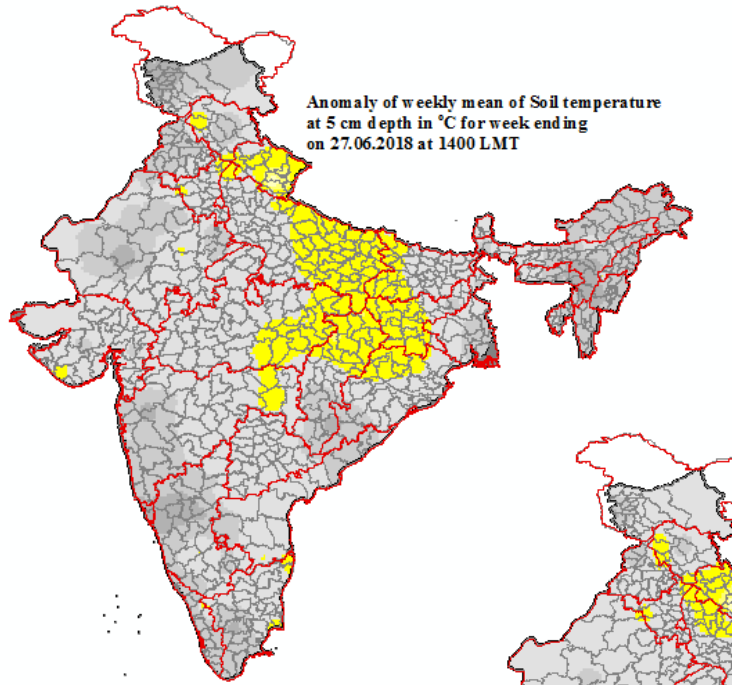 Anomaly of weekly mean of Soil temperature
at 5 cm depth in °C for week ending
on 27.06.2018 at 1400 LMT